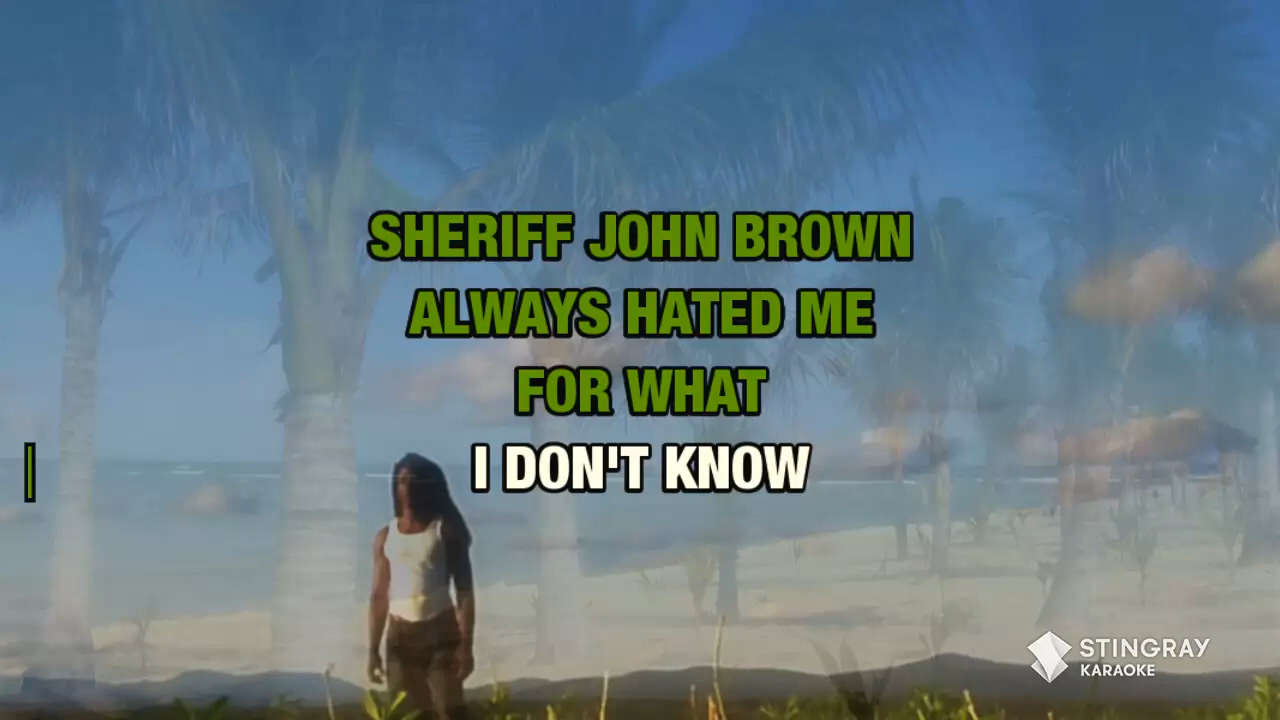 SHERIFF JOHN BROWN
ALWAYS HATED ME
FOR WHAT
I DON'T KNOW
STINGRAY
KARAOKE